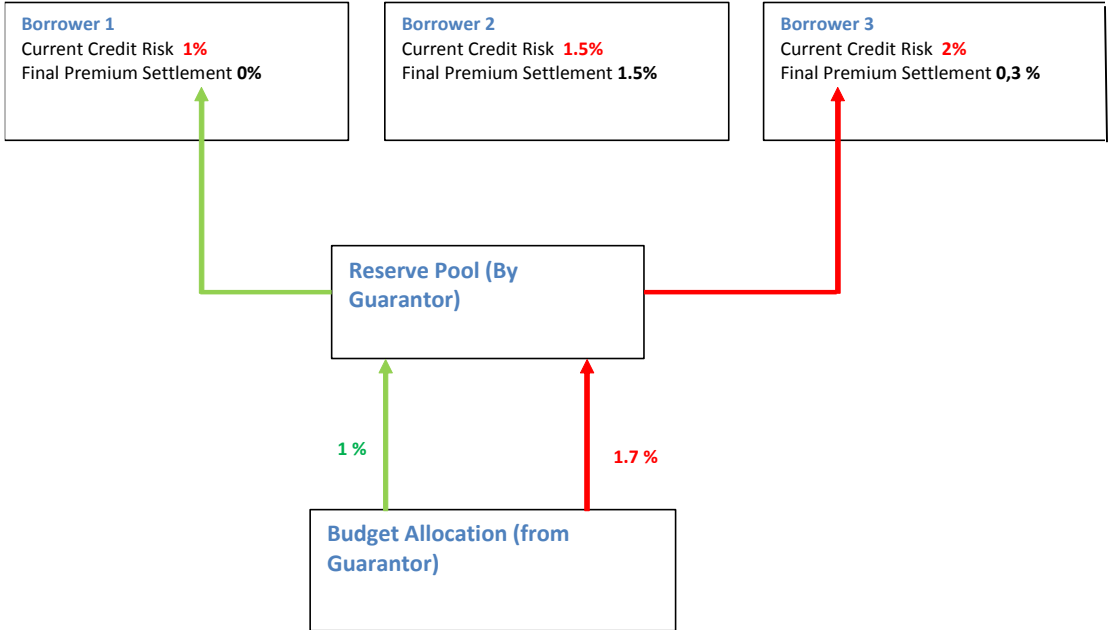 Borrower 1
Current Credit Risk 1%
Final Premium Settlement 0%
Borrower 2
Current Credit Risk 1.5%
Final Premium Settlement 1.5%
Borrower 3
Current Credit Risk 2%
Final Premium Settlement 0,3 %
Reserve Pool (By
Guarantor)
1 %
1.7 %
Budget Allocation (from
Guarantor)